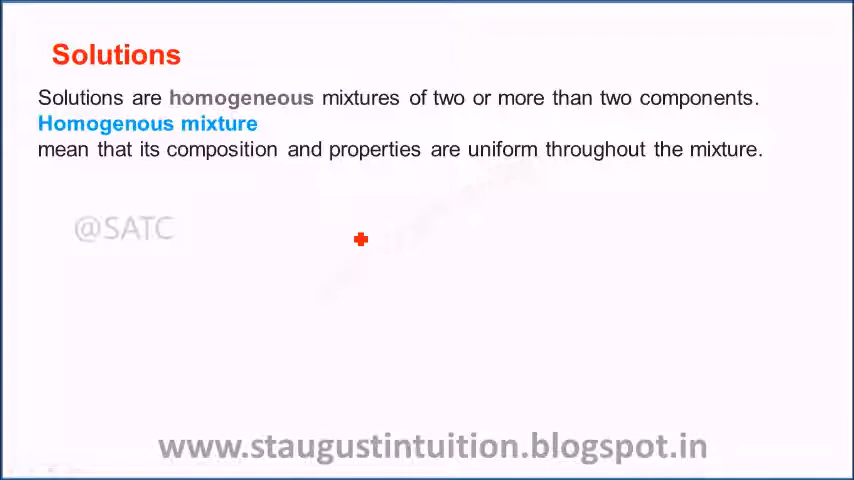 Solutions
Solutions are homogeneous mixtures of two or more than two components.
Homogenous mixture
mean that its composition and properties are uniform throughout the mixture.
@SATC
www.staugustintuition.blogspot.in